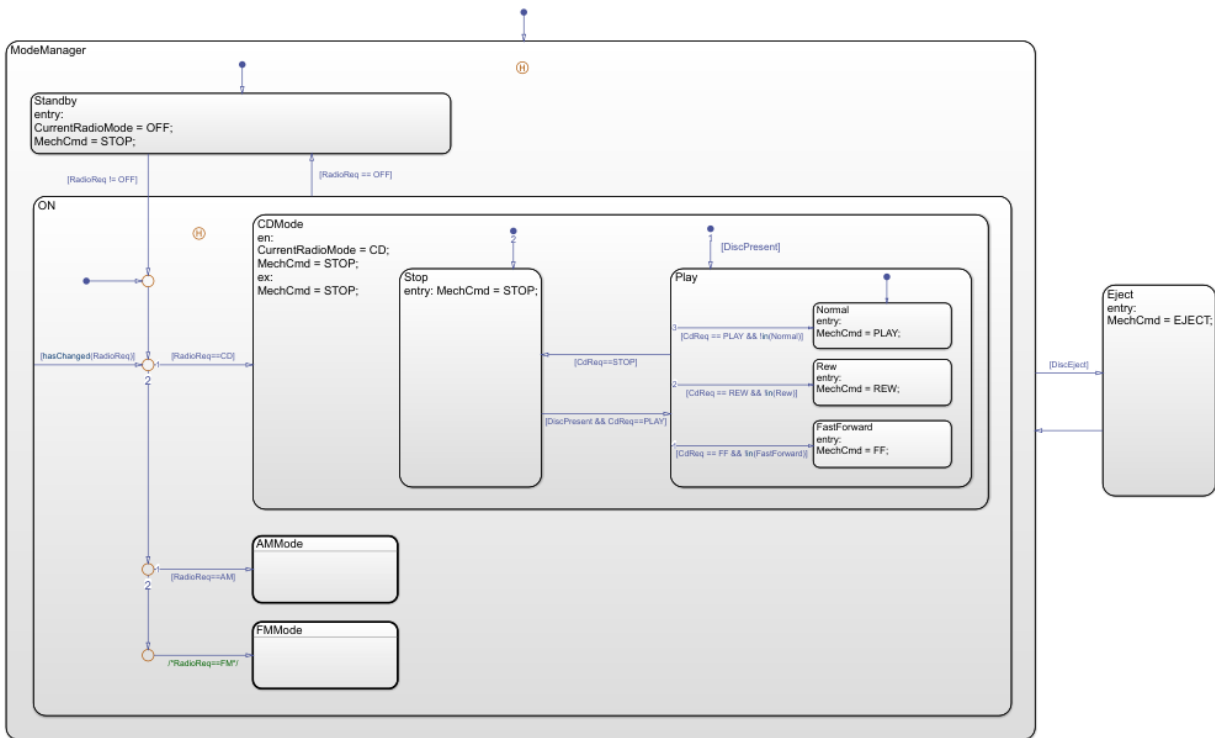 ModeManager
H
Standby
entry:
CurrentRadioMode = OFF;
MechCmd = STOP;
[RadioReq != OFF]
[RadioReq == OFF]
ON
H
CDMode
en:
CurrentRadioMode = CD;
MechCmd = STOP;
ex:
MechCmd = STOP;
2
1
[DiscPresent]
Stop
entry: MechCmd = STOP;
Play
Normal
entry:
MechCmd = PLAY;
3
[CdReq == PLAY && !in(Normal)]
[CdReq==STOP]
Rew
entry:
MechCmd = REW;
2
[CdReq == REW && !in(Rew)]
[DiscPresent && CdReq==PLAY]
FastForward
entry:
MechCmd = FF;
1
[CdReq == FF && !in(FastForward)]
[hasChanged(RadioReq)]
1
[RadioReq==CD]
2
Eject
entry:
MechCmd = EJECT;
[DiscEject]
AMMode
1
[RadioReq==AM]
2
FMMode
/*RadioReq==FM*/